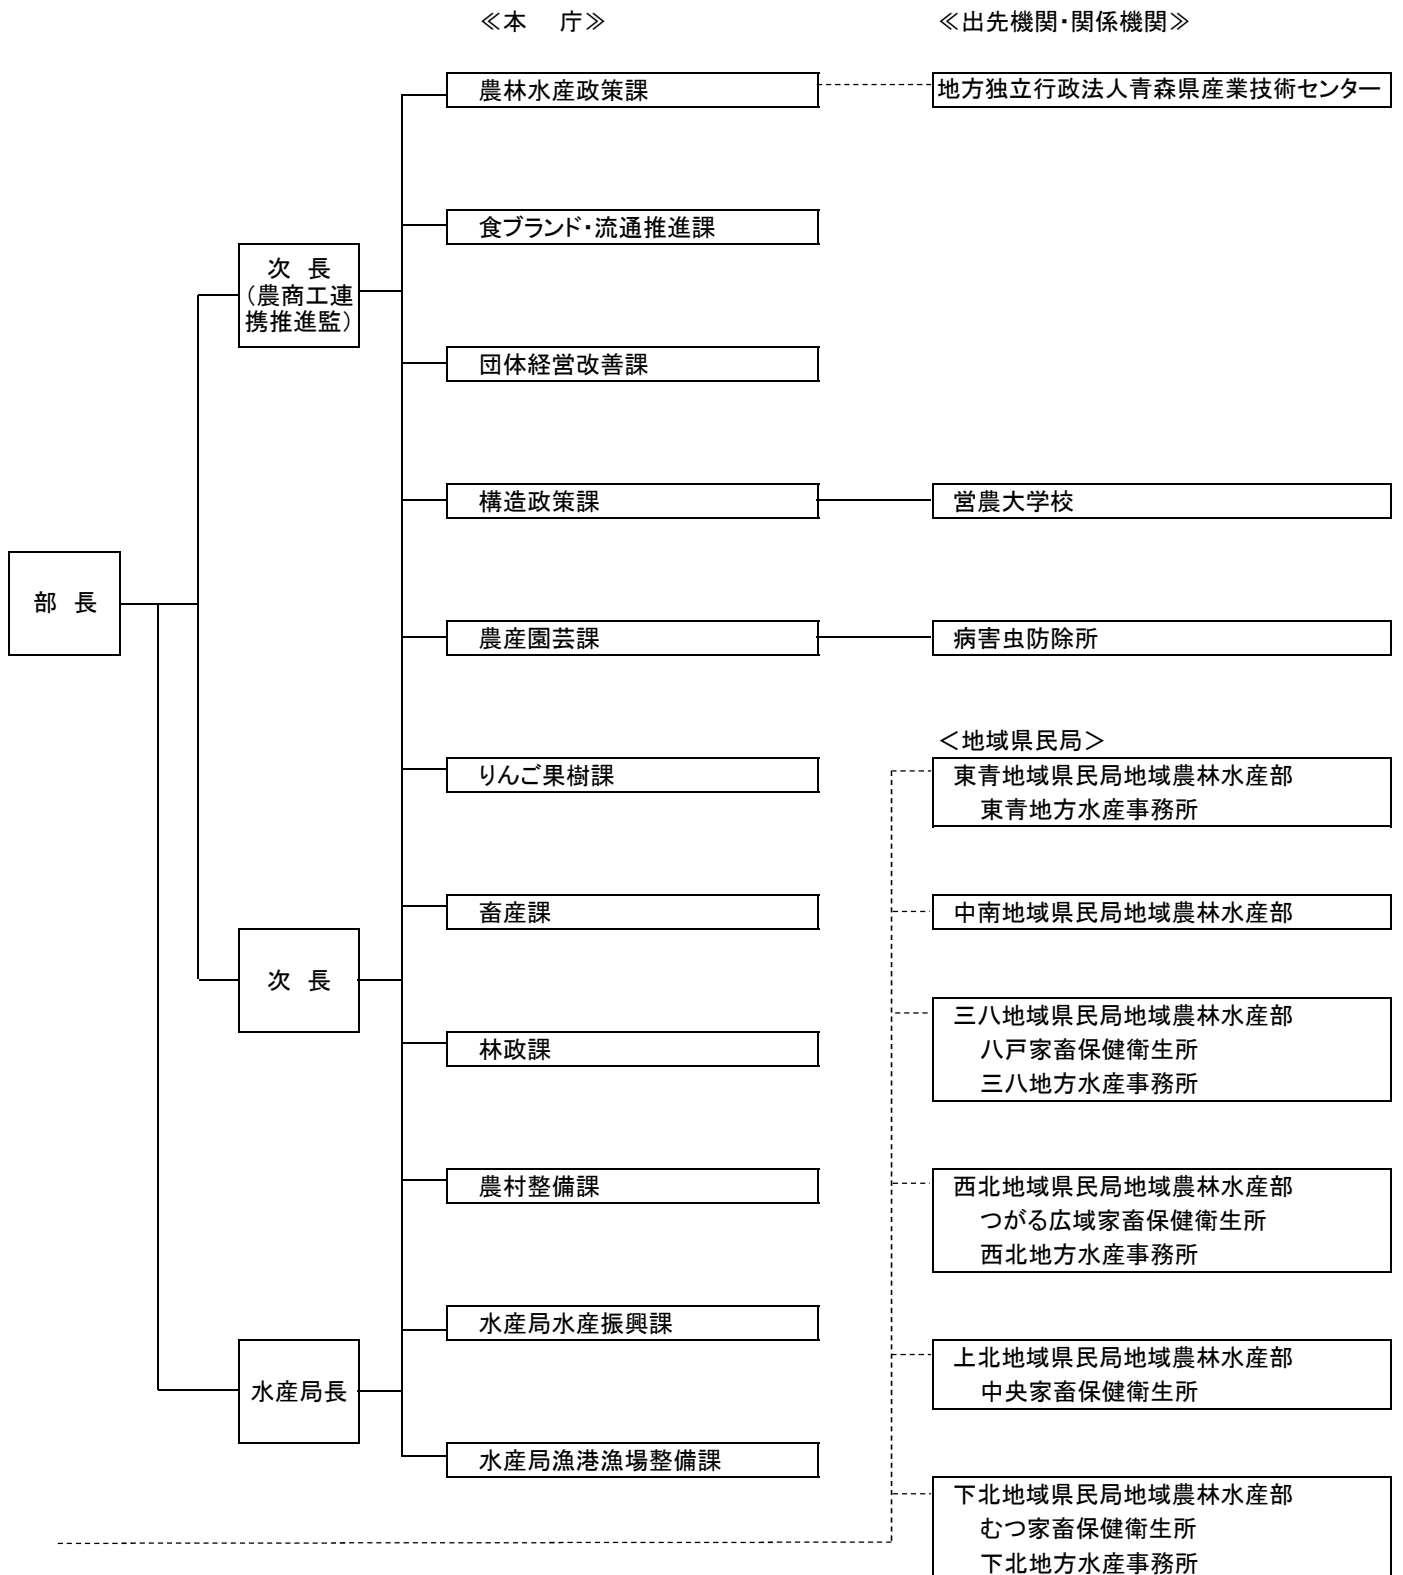 ≪本　庁≫
≪出先機関・関係機関≫
農林水産政策課
地方独立行政法人青森県産業技術センター
食ブランド・流通推進課
次　長
（農商工連
携推進監）
団体経営改善課
構造政策課
営農大学校
部　長
農産園芸課
病害虫防除所
＜地域県民局＞
りんご果樹課
東青地域県民局地域農林水産部
東青地方水産事務所
畜産課
中南地域県民局地域農林水産部
次　長
林政課
三八地域県民局地域農林水産部
八戸家畜保健衛生所
三八地方水産事務所
農村整備課
西北地域県民局地域農林水産部
つがる広域家畜保健衛生所
西北地方水産事務所
水産局水産振興課
水産局長
上北地域県民局地域農林水産部
中央家畜保健衛生所
水産局漁港漁場整備課
下北地域県民局地域農林水産部
むつ家畜保健衛生所
下北地方水産事務所